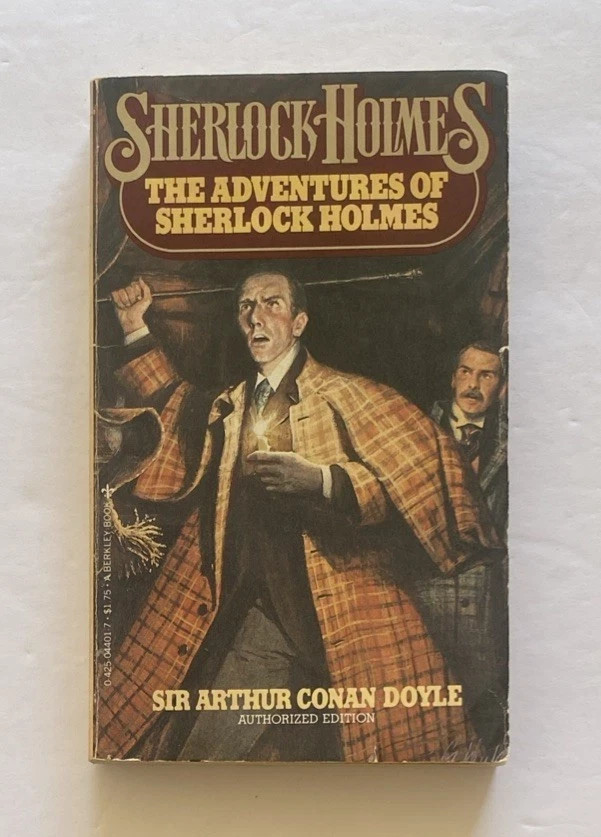 SHERLOCK HOLMES
THE ADVENTURES OF
SHERLOCK HOLMES
0-425-04401-7 • $1.75 • A BERKLEY BOOK
SIR ARTHUR CONAN DOYLE
AUTHORIZED EDITION